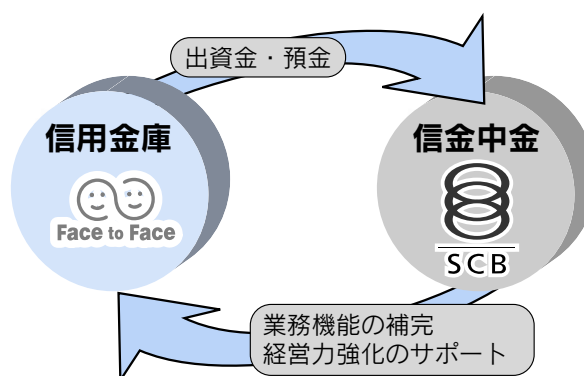 出資金・預金
信用金庫
Face to Face
信金中金
SCB
業務機能の補完
経営力強化のサポート